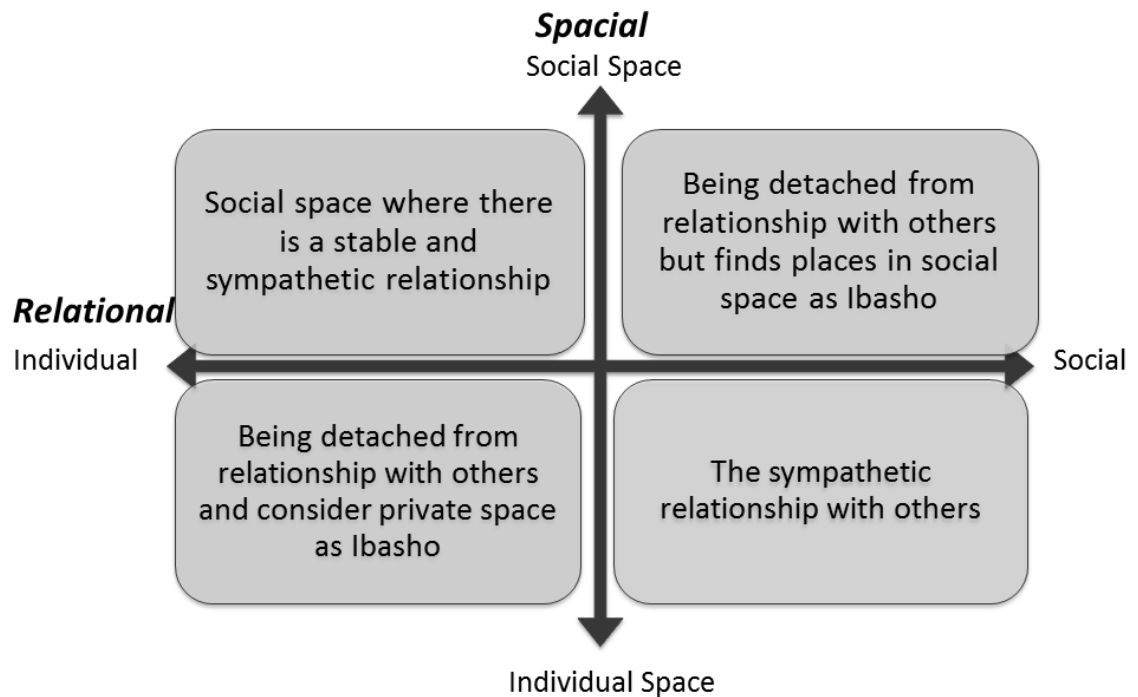 Spacial
Social Space
Social space where there
is a stable and
sympathetic relationship
Being detached from
relationship with others
but finds places in social
space as Ibasho
Relational
Individual
Social
Being detached from
relationship with others
and consider private space
as Ibasho
The sympathetic
relationship with others
Individual Space